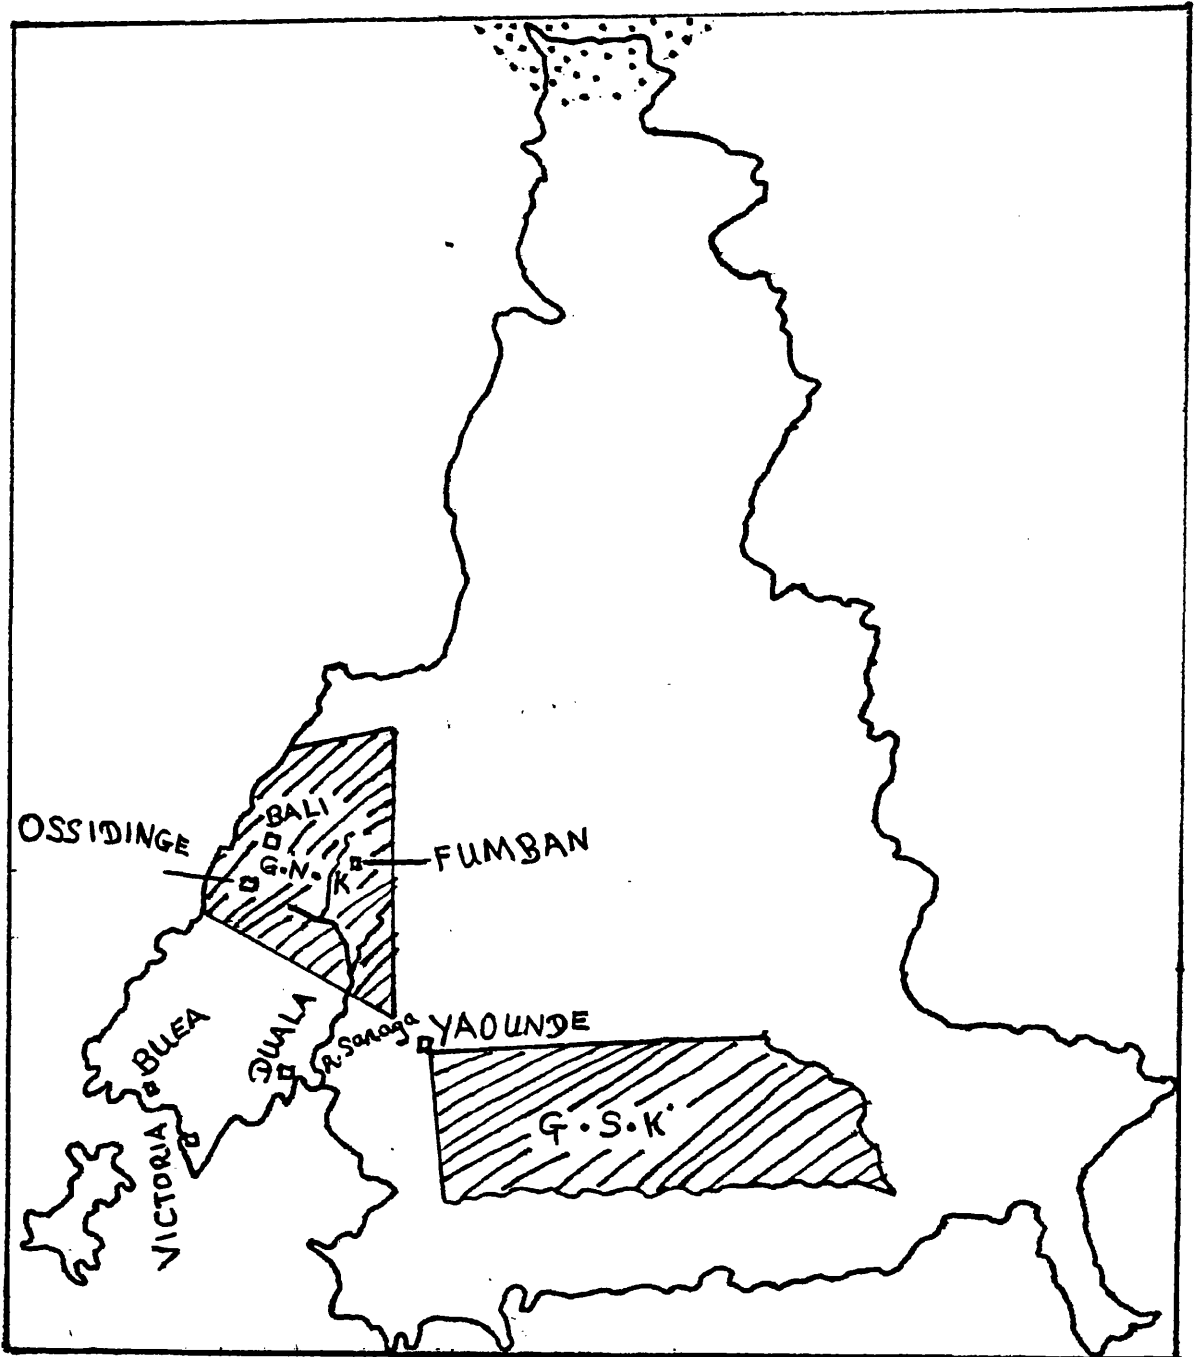 BALI
OSSIDINGE
G.N.K
FUMBAN
BUEA
DUALA
R. Sanaga
YAOUNDE
G.S.K
VICTORIA